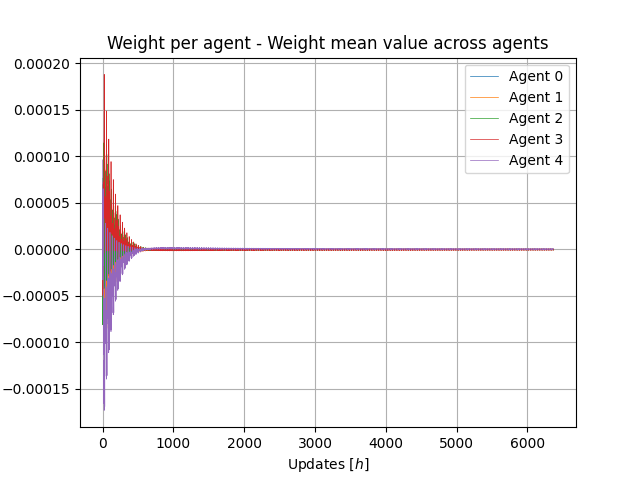 Weight per agent - Weight mean value across agents
0.00020
0.00015
0.00010
0.00005
0.00000
−0.00005
−0.00010
−0.00015
Agent 0
Agent 1
Agent 2
Agent 3
Agent 4
0 1000 2000 3000 4000 5000 6000
Updates [h]